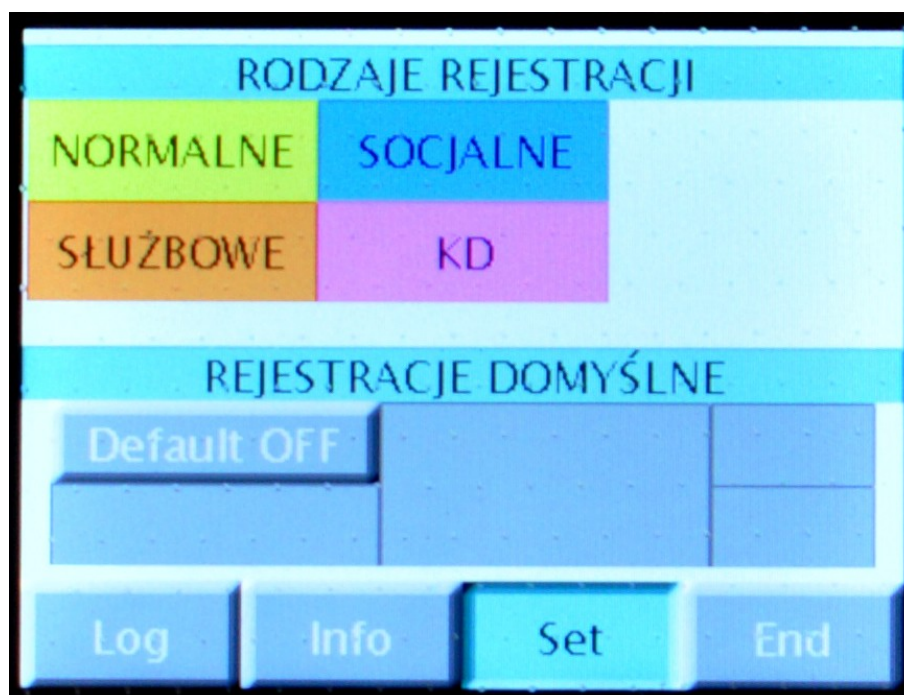 RODZAJE REJESTRACJI
NORMALNE SOCJALNE
SŁUŻBOWE KD
REJESTRACJE DOMYŚLNE
Default OFF
Log Info Set End